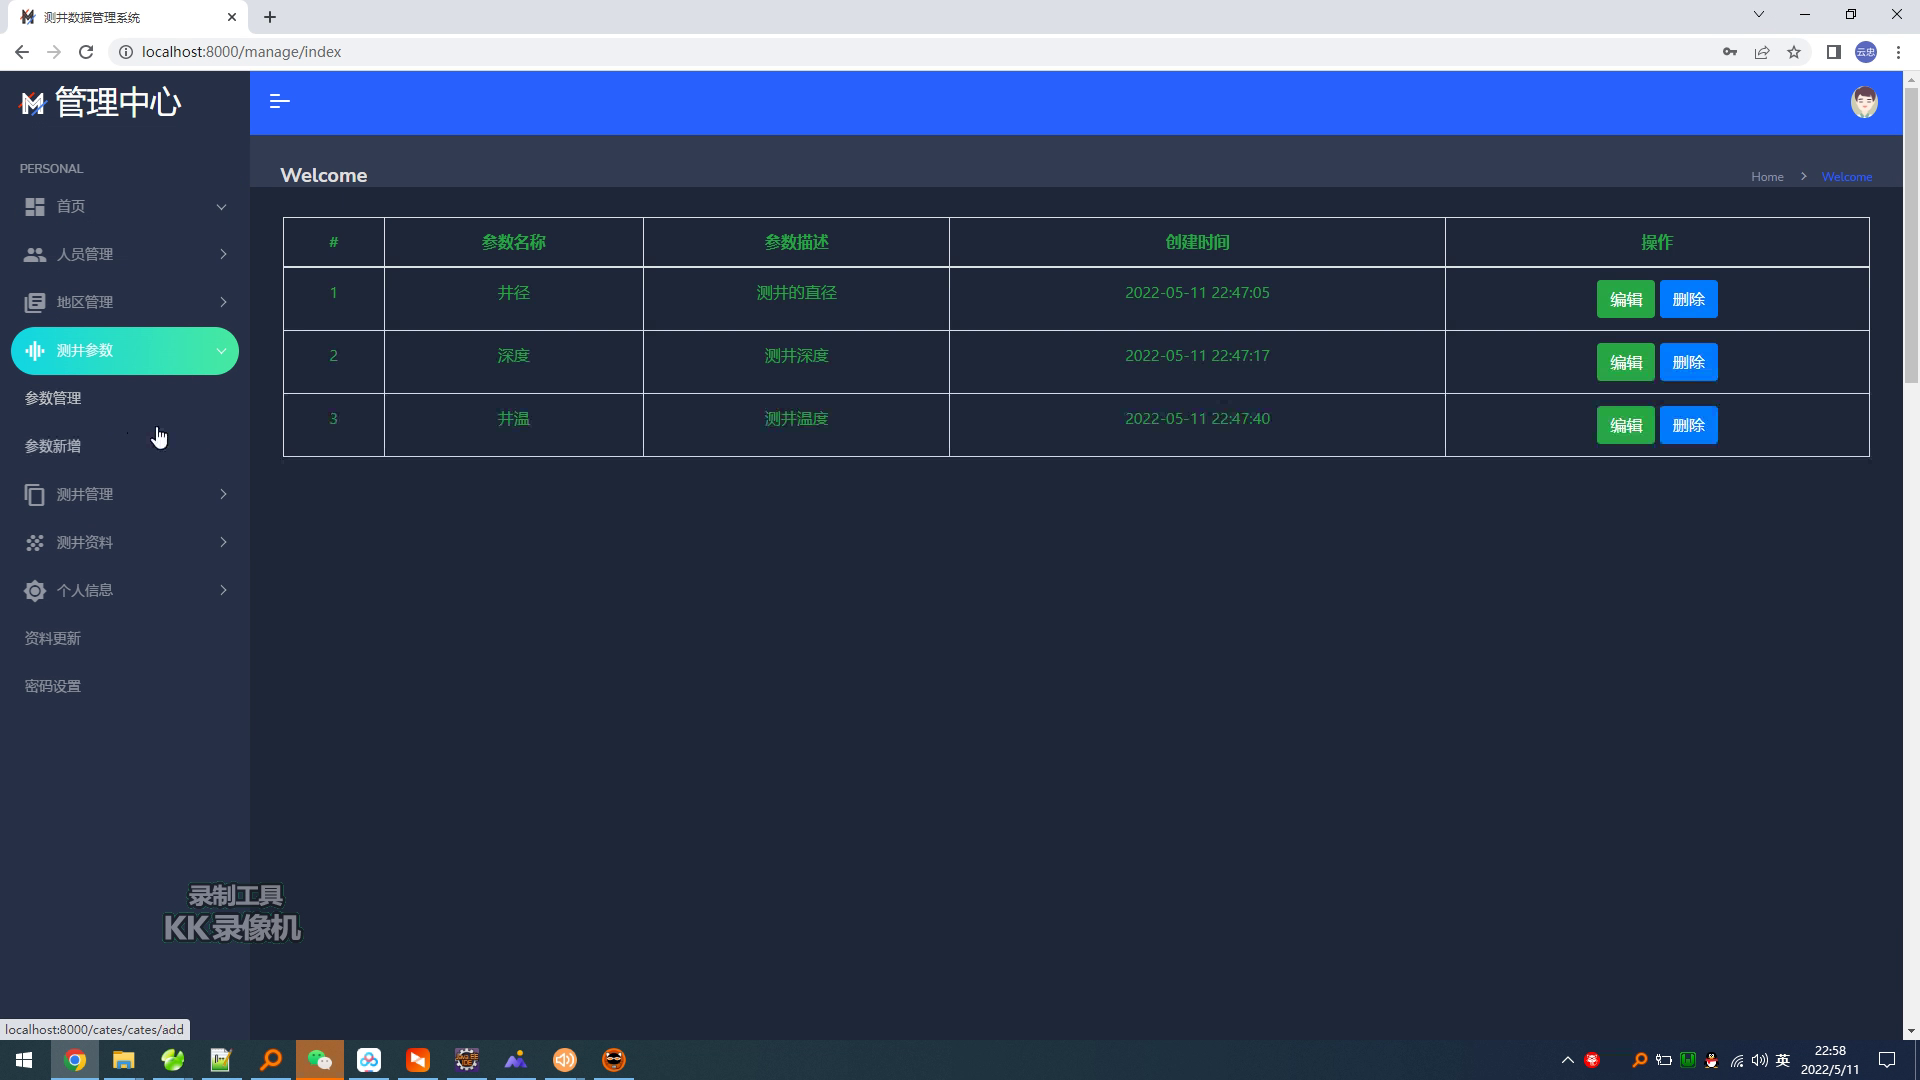 测井数据管理系统
localhost:8000/manage/index
云忠
管理中心
PERSONAL
首页
人员管理
地区管理
测井参数
参数管理
参数新增
测井管理
测井资料
个人信息
资料更新
密码设置
Welcome
Home Welcome
# 参数名称 参数描述 创建时间 操作
1 井径 测井的直径 2022-05-11 22:47:05 编辑 删除
2 深度 测井深度 2022-05-11 22:47:17 编辑 删除
3 井温 测井温度 2022-05-11 22:47:40 编辑 删除
录制工具
KK录像机
localhost:8000/cates/cates/add
英
22:58
2022/5/11